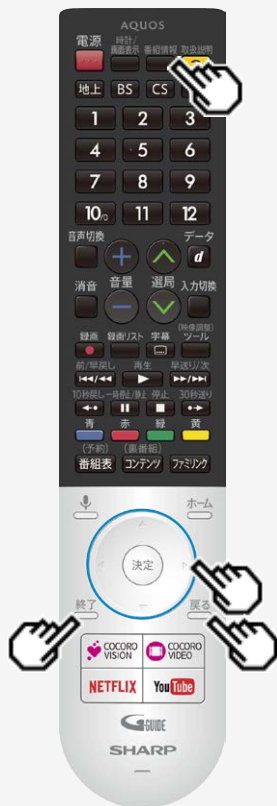 AQUOS
電源 時計/画面表示 番組情報 取扱説明
地上 BS CS
1 2 3
4 5 6
7 8 9
10/0 11 12
音声切換 データ
+ d
消音 音量 選局 入力切換
−
(映像調整)
録画 録画リスト 字幕 ツール
前/早戻し 再生 早送り/次
10秒戻し 一時停止/静止 停止 30秒送り
青 赤 緑 黄
(予約) (裏番組)
番組表 コンテンツ ファミリンク
ホーム
決定
終了 戻る
COCORO VISION COCORO VIDEO
NETFLIX YouTube
G GUIDE
SHARP